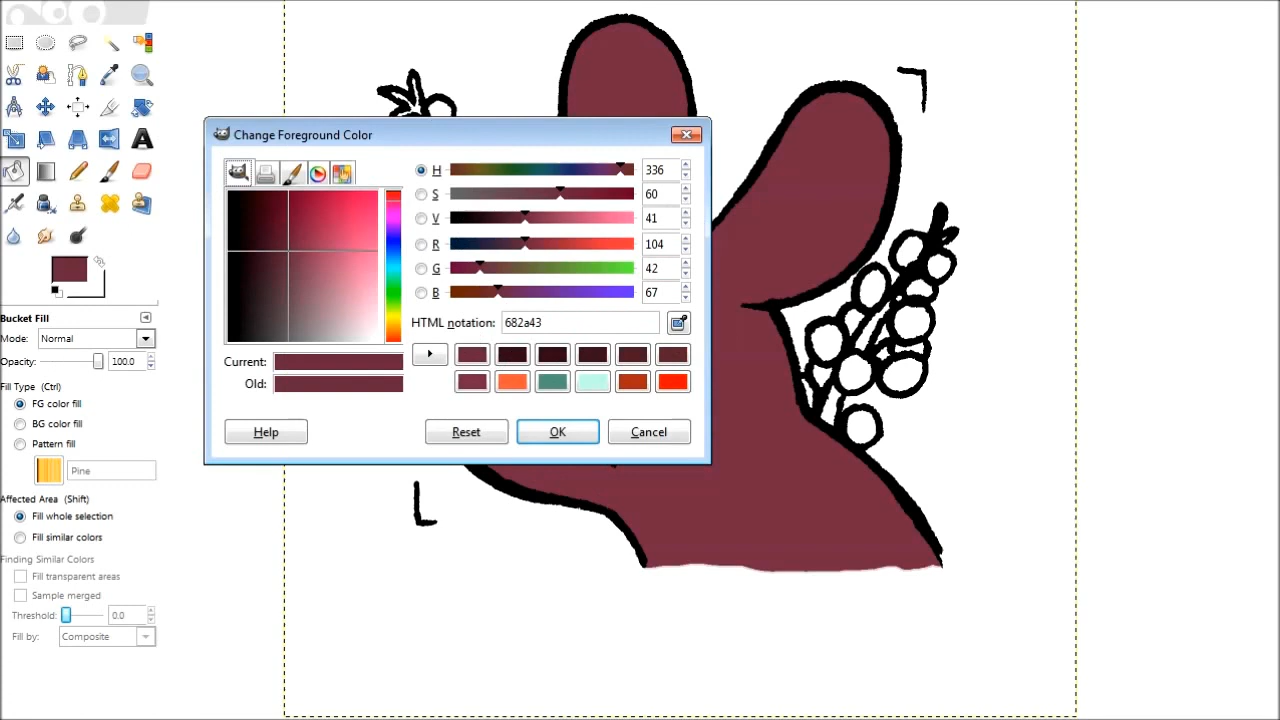 Change Foreground Color
H 336
S 60
V 41
R 104
G 42
B 67
HTML notation: 682a43
Current:
Old:
Help Reset OK Cancel
Bucket Fill
Mode: Normal
Opacity: 100.0
Fill Type (Ctrl)
FG color fill
BG color fill
Pattern fill
Pine
Affected Area (Shift)
Fill whole selection
Fill similar colors
Finding Similar Colors
Fill transparent areas
Sample merged
Threshold: 0.0
Fill by: Composite